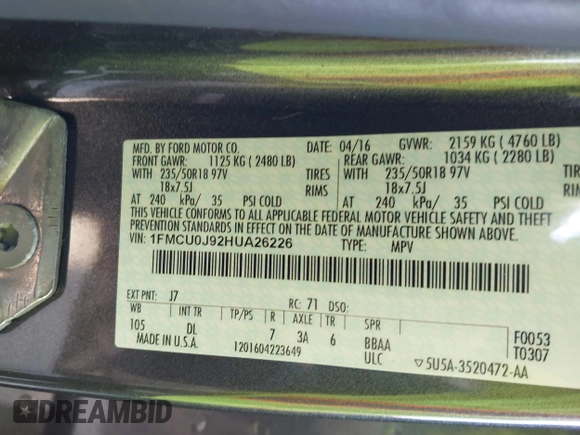 MFD. BY FORD MOTOR CO. DATE: 04/16 GVWR: 2159 KG ( 4760 LB)
FRONT GAWR: 1125 KG ( 2480 LB) REAR GAWR: 1034 KG ( 2280 LB)
WITH 235/50R18 97V TIRES WITH 235/50R18 97V TIRES
18x7.5J RIMS 18x7.5J RIMS
AT 240 kPa/ 35 PSI COLD AT 240 kPa/ 35 PSI COLD
THIS VEHICLE CONFORMS TO ALL APPLICABLE FEDERAL MOTOR VEHICLE SAFETY AND THEFT
PREVENTION STANDARDS IN EFFECT ON THE DATE OF MANUFACTURE SHOWN ABOVE.
VIN: 1FMCU0J92HUA26226 TYPE: MPV
EXT PNT: J7 RC: 71 DSO:
WB INT TR TP/PS R AXLE TR SPR
105 DL 7 3A 6 BBAA
F0053
T0307
MADE IN U.S.A. 1201604223649 ULC ▽5U5A-3520472-AA
DREAMBID